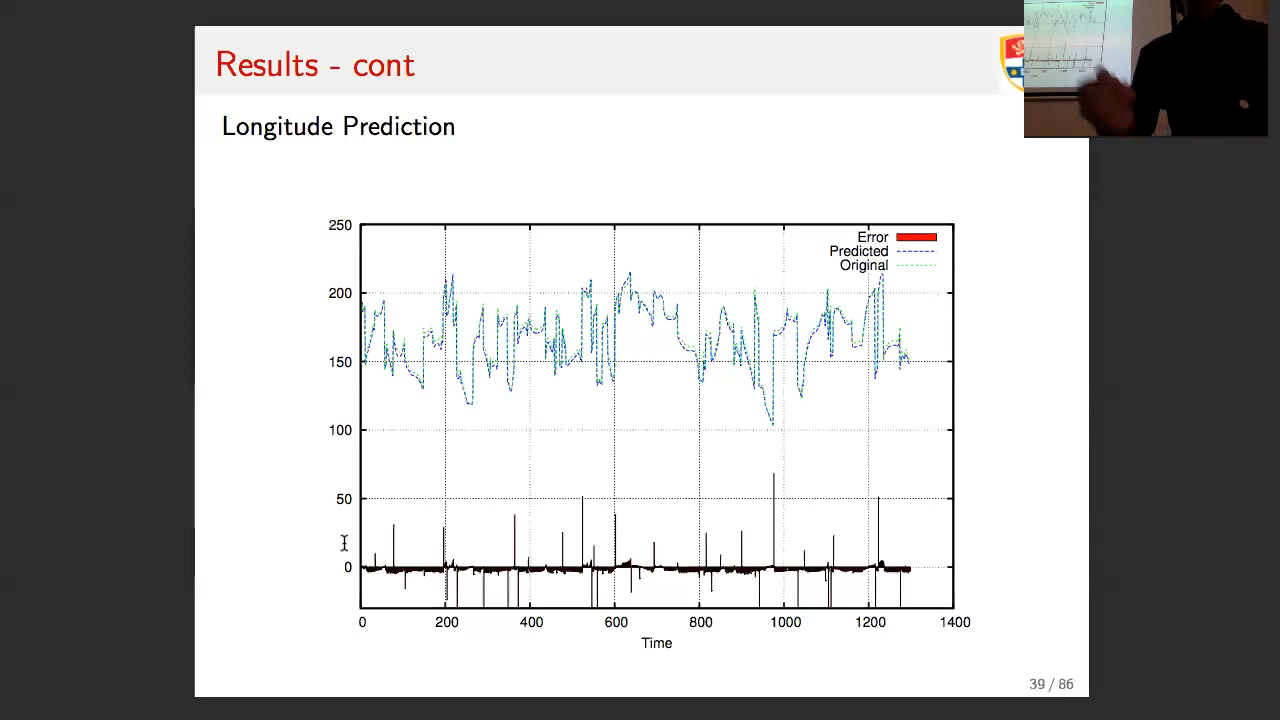 Results - cont
Longitude Prediction
250
200
150
100
50
0
Error
Predicted
Original
0 200 400 600 800 1000 1200 1400
Time
39 / 86